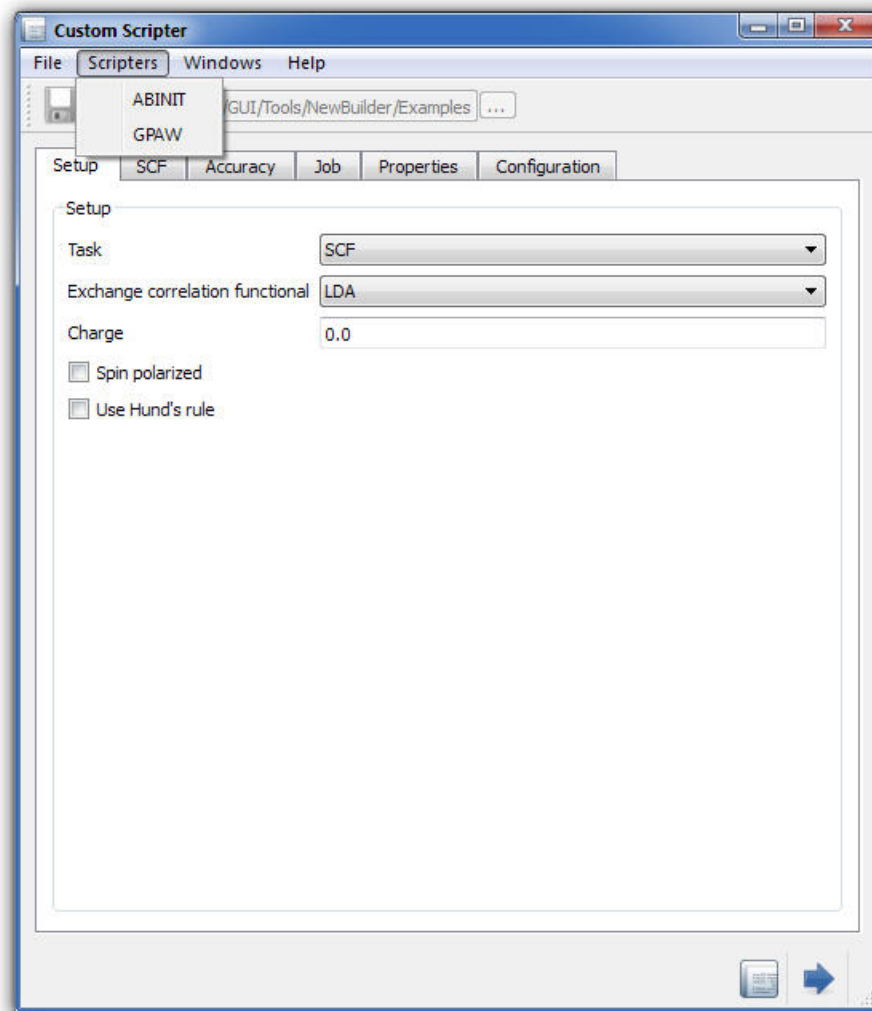 Custom Scripter
File Scripters Windows Help
ABINIT
GPAW
/GUI/Tools/NewBuilder/Examples ...
Setup SCF Accuracy Job Properties Configuration
Setup
Task SCF
Exchange correlation functional LDA
Charge 0.0
Spin polarized
Use Hund's rule